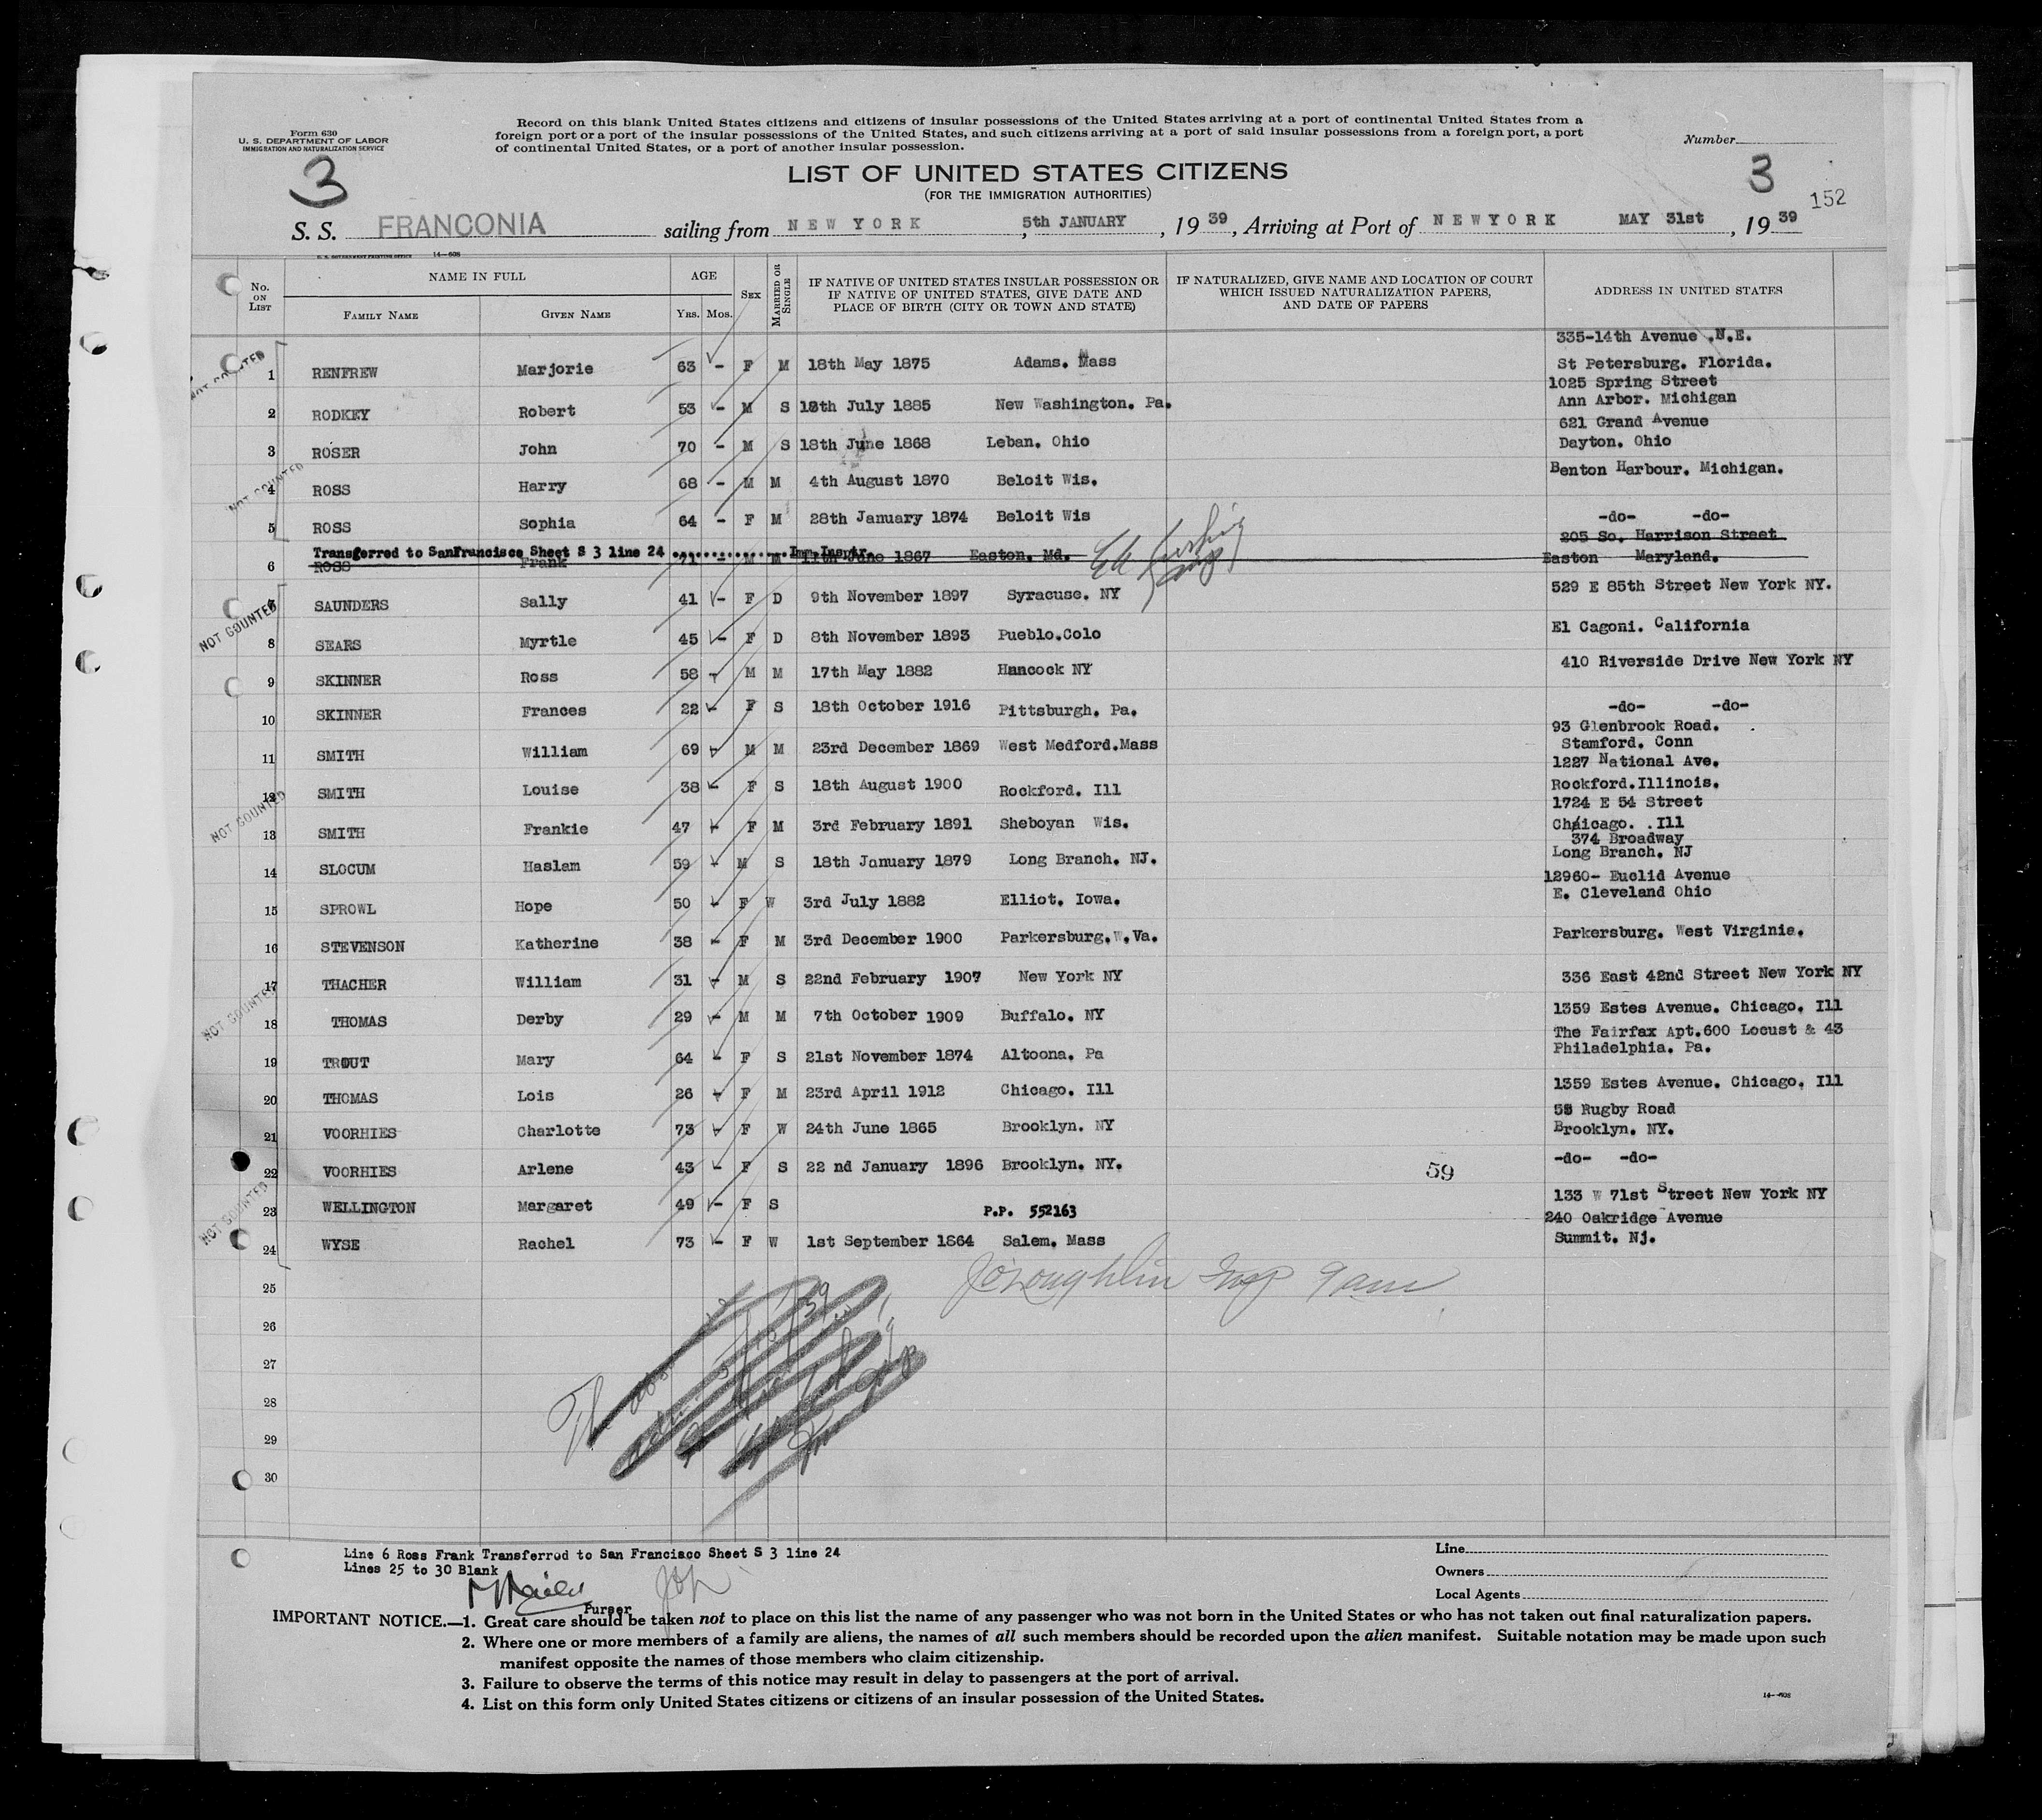 Form 630
U. S. DEPARTMENT OF LABOR
IMMIGRATION AND NATURALIZATION SERVICE
Record on this blank United States citizens and citizens of insular possessions of the United States arriving at a port of continental United States from a
foreign port or a port of the insular possessions of the United States, and such citizens arriving at a port of said insular possessions from a foreign port, a port
of continental United States, or a port of another insular possession.
Number
3
3
152
LIST OF UNITED STATES CITIZENS
(FOR THE IMMIGRATION AUTHORITIES)
S. S. FRANCONIA sailing from NEW YORK, 5th JANUARY, 19 39, Arriving at Port of NEWYORK MAY 31st, 19 39
U. S. GOVERNMENT PRINTING OFFICE 14—608
No. ON LIST
NAME IN FULL
FAMILY NAME
GIVEN NAME
AGE
YRS. MOS.
SEX
MARRIED OR SINGLE
IF NATIVE OF UNITED STATES INSULAR POSSESSION OR
IF NATIVE OF UNITED STATES, GIVE DATE AND
PLACE OF BIRTH (CITY OR TOWN AND STATE)
IF NATURALIZED, GIVE NAME AND LOCATION OF COURT
WHICH ISSUED NATURALIZATION PAPERS,
AND DATE OF PAPERS
ADDRESS IN UNITED STATES
NOT COUNTED
335-14th Avenue .N.E.
1 RENFREW Marjorie 63 - F M 18th May 1875 Adams. Mass St Petersburg. Florida.
1025 Spring Street
2 RODKEY Robert 53 - M S 18th July 1885 New Washington. Pa. Ann Arbor. Michigan
621 Grand Avenue
3 ROSER John 70 - M S 18th June 1868 Leban. Ohio Dayton. Ohio
NOT COUNTED
4 ROSS Harry 68 - M M 4th August 1870 Beloit Wis. Benton Harbour. Michigan.
5 ROSS Sophia 64 - F M 28th January 1874 Beloit Wis -do- -do-
205 So. Harrison Street
Transferred to SanFrancisco Sheet S 3 line 24 .............. Imm.Insptr.
6 ROSS Frank 71 - M M 11th June 1867 Easton. Md. Easton Maryland.
NOT COUNTED
7 SAUNDERS Sally 41 - F D 9th November 1897 Syracuse. NY 529 E 85th Street New York NY.
8 SEARS Myrtle 45 - F D 8th November 1893 Pueblo.Colo El Cagoni. California
9 SKINNER Ross 58 - M M 17th May 1882 Hancock NY 410 Riverside Drive New York NY
10 SKINNER Frances 22 - F S 18th October 1916 Pittsburgh. Pa. -do- -do-
93 Glenbrook Road.
11 SMITH William 69 - M M 23rd December 1869 West Medford.Mass Stamford. Conn
1227 National Ave.
12 SMITH Louise 38 - F S 18th August 1900 Rockford. Ill Rockford.Illinois.
NOT COUNTED
1724 E 54 Street
13 SMITH Frankie 47 - F M 3rd February 1891 Sheboyan Wis. Chicago. .Ill
374 Broadway
14 SLOCUM Haslam 59 - M S 18th January 1879 Long Branch. NJ. Long Branch. NJ
12960- Euclid Avenue
15 SPROWL Hope 50 - F W 3rd July 1882 Elliot. Iowa. E. Cleveland Ohio
16 STEVENSON Katherine 38 - F M 3rd December 1900 Parkersburg.W.Va. Parkersburg. West Virginia.
17 THACHER William 31 - M S 22nd February 1907 New York NY 336 East 42nd Street New York NY
NOT COUNTED
18 THOMAS Derby 29 - M M 7th October 1909 Buffalo. NY 1359 Estes Avenue. Chicago. Ill
The Fairfax Apt.600 Locust & 43
19 TROUT Mary 64 - F S 21st November 1874 Altoona. Pa Philadelphia. Pa.
20 THOMAS Lois 26 - F M 23rd April 1912 Chicago. Ill 1359 Estes Avenue. Chicago. Ill
Rugby Road
21 VOORHIES Charlotte 73 - F W 24th June 1865 Brooklyn. NY Brooklyn. NY.
22 VOORHIES Arlene 43 - F S 22 nd January 1896 Brooklyn. NY. 59 -do- -do-
NOT COUNTED
23 WELLINGTON Margaret 49 - F S P.P. 552163 133 W 71st Street New York NY
240 Oakridge Avenue
24 WYSE Rachel 73 - F W 1st September 1864 Salem. Mass Summit. Nj.
25
26
27
28
29
30
Line 6 Ross Frank Transferred to San Francisco Sheet S 3 line 24
Lines 25 to 30 Blank
Purser
Line
Owners
Local Agents
IMPORTANT NOTICE.—1. Great care should be taken not to place on this list the name of any passenger who was not born in the United States or who has not taken out final naturalization papers.
2. Where one or more members of a family are aliens, the names of all such members should be recorded upon the alien manifest. Suitable notation may be made upon such
manifest opposite the names of those members who claim citizenship.
3. Failure to observe the terms of this notice may result in delay to passengers at the port of arrival.
4. List on this form only United States citizens or citizens of an insular possession of the United States.
14—608